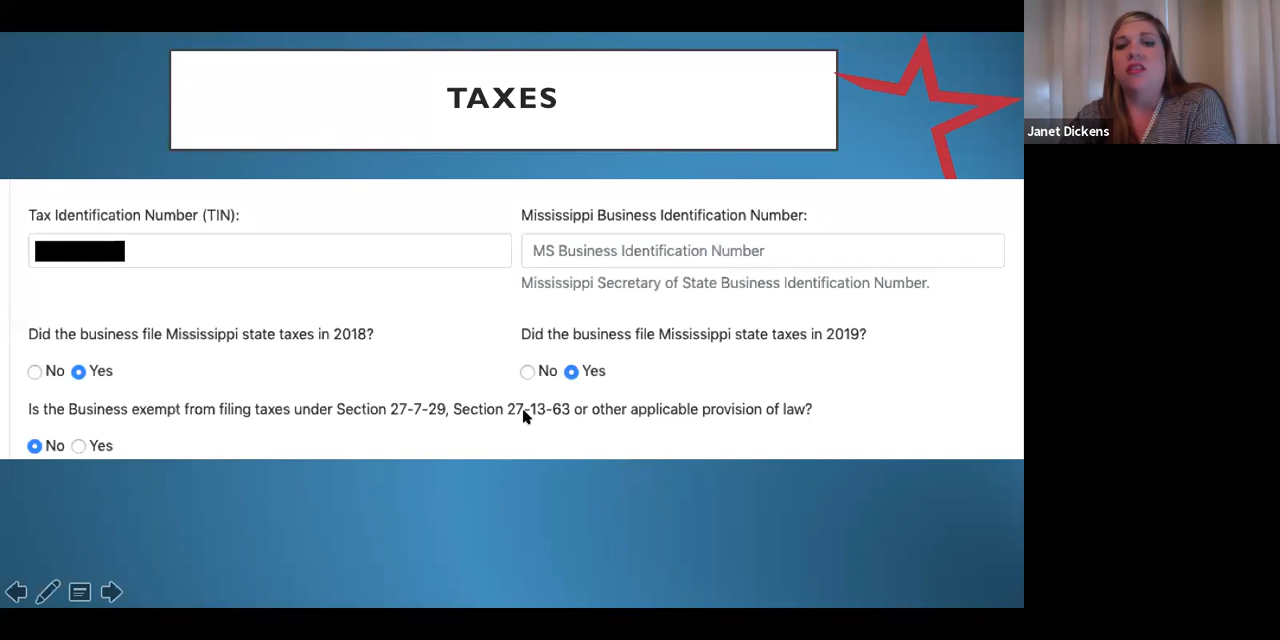 TAXES
Janet Dickens
Tax Identification Number (TIN):
Mississippi Business Identification Number:
MS Business Identification Number
Mississippi Secretary of State Business Identification Number.
Did the business file Mississippi state taxes in 2018?
Did the business file Mississippi state taxes in 2019?
No Yes
No Yes
Is the Business exempt from filing taxes under Section 27-7-29, Section 27-13-63 or other applicable provision of law?
No Yes